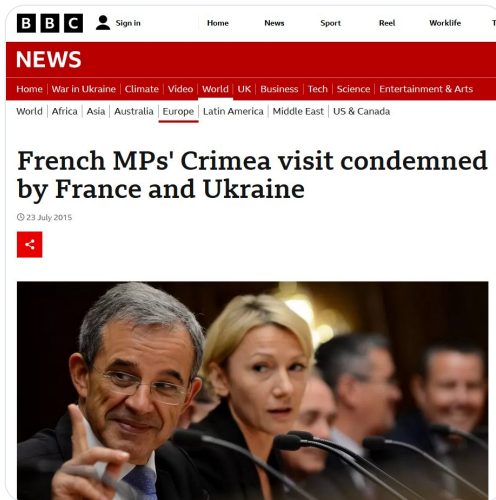 BBC Sign in Home News Sport Reel Worklife
NEWS
Home War in Ukraine Climate Video World UK Business Tech Science Entertainment & Arts
World Africa Asia Australia Europe Latin America Middle East US & Canada
French MPs' Crimea visit condemned
by France and Ukraine
23 July 2015